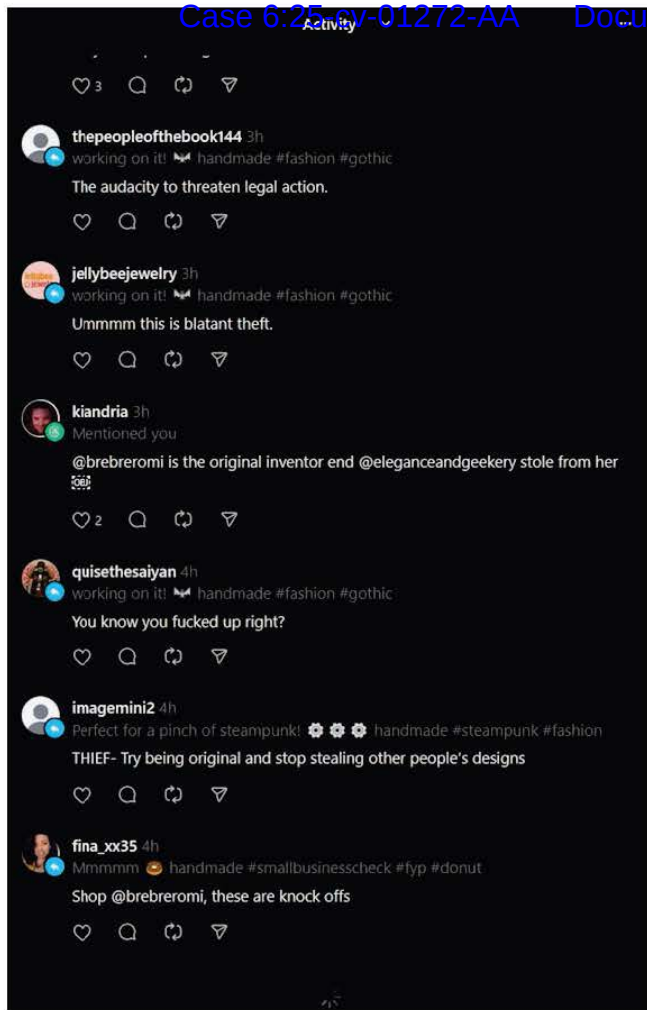 Case 6:25-cv-01272-AA Docu
Activity
3
thepeopleofthebook144 3h
working on it! handmade #fashion #gothic
The audacity to threaten legal action.
jellybeejewelry 3h
working on it! handmade #fashion #gothic
Ummmm this is blatant theft.
kiandria 3h
Mentioned you
@brebreromi is the original inventor end @eleganceandgeekery stole from her
OBJ
2
quisethesaiyan 4h
working on it! handmade #fashion #gothic
You know you fucked up right?
imagemini2 4h
Perfect for a pinch of steampunk! handmade #steampunk #fashion
THIEF- Try being original and stop stealing other people's designs
fina_xx35 4h
Mmmmm 🍩 handmade #smallbusinesscheck #fyp #donut
Shop @brebreromi, these are knock offs